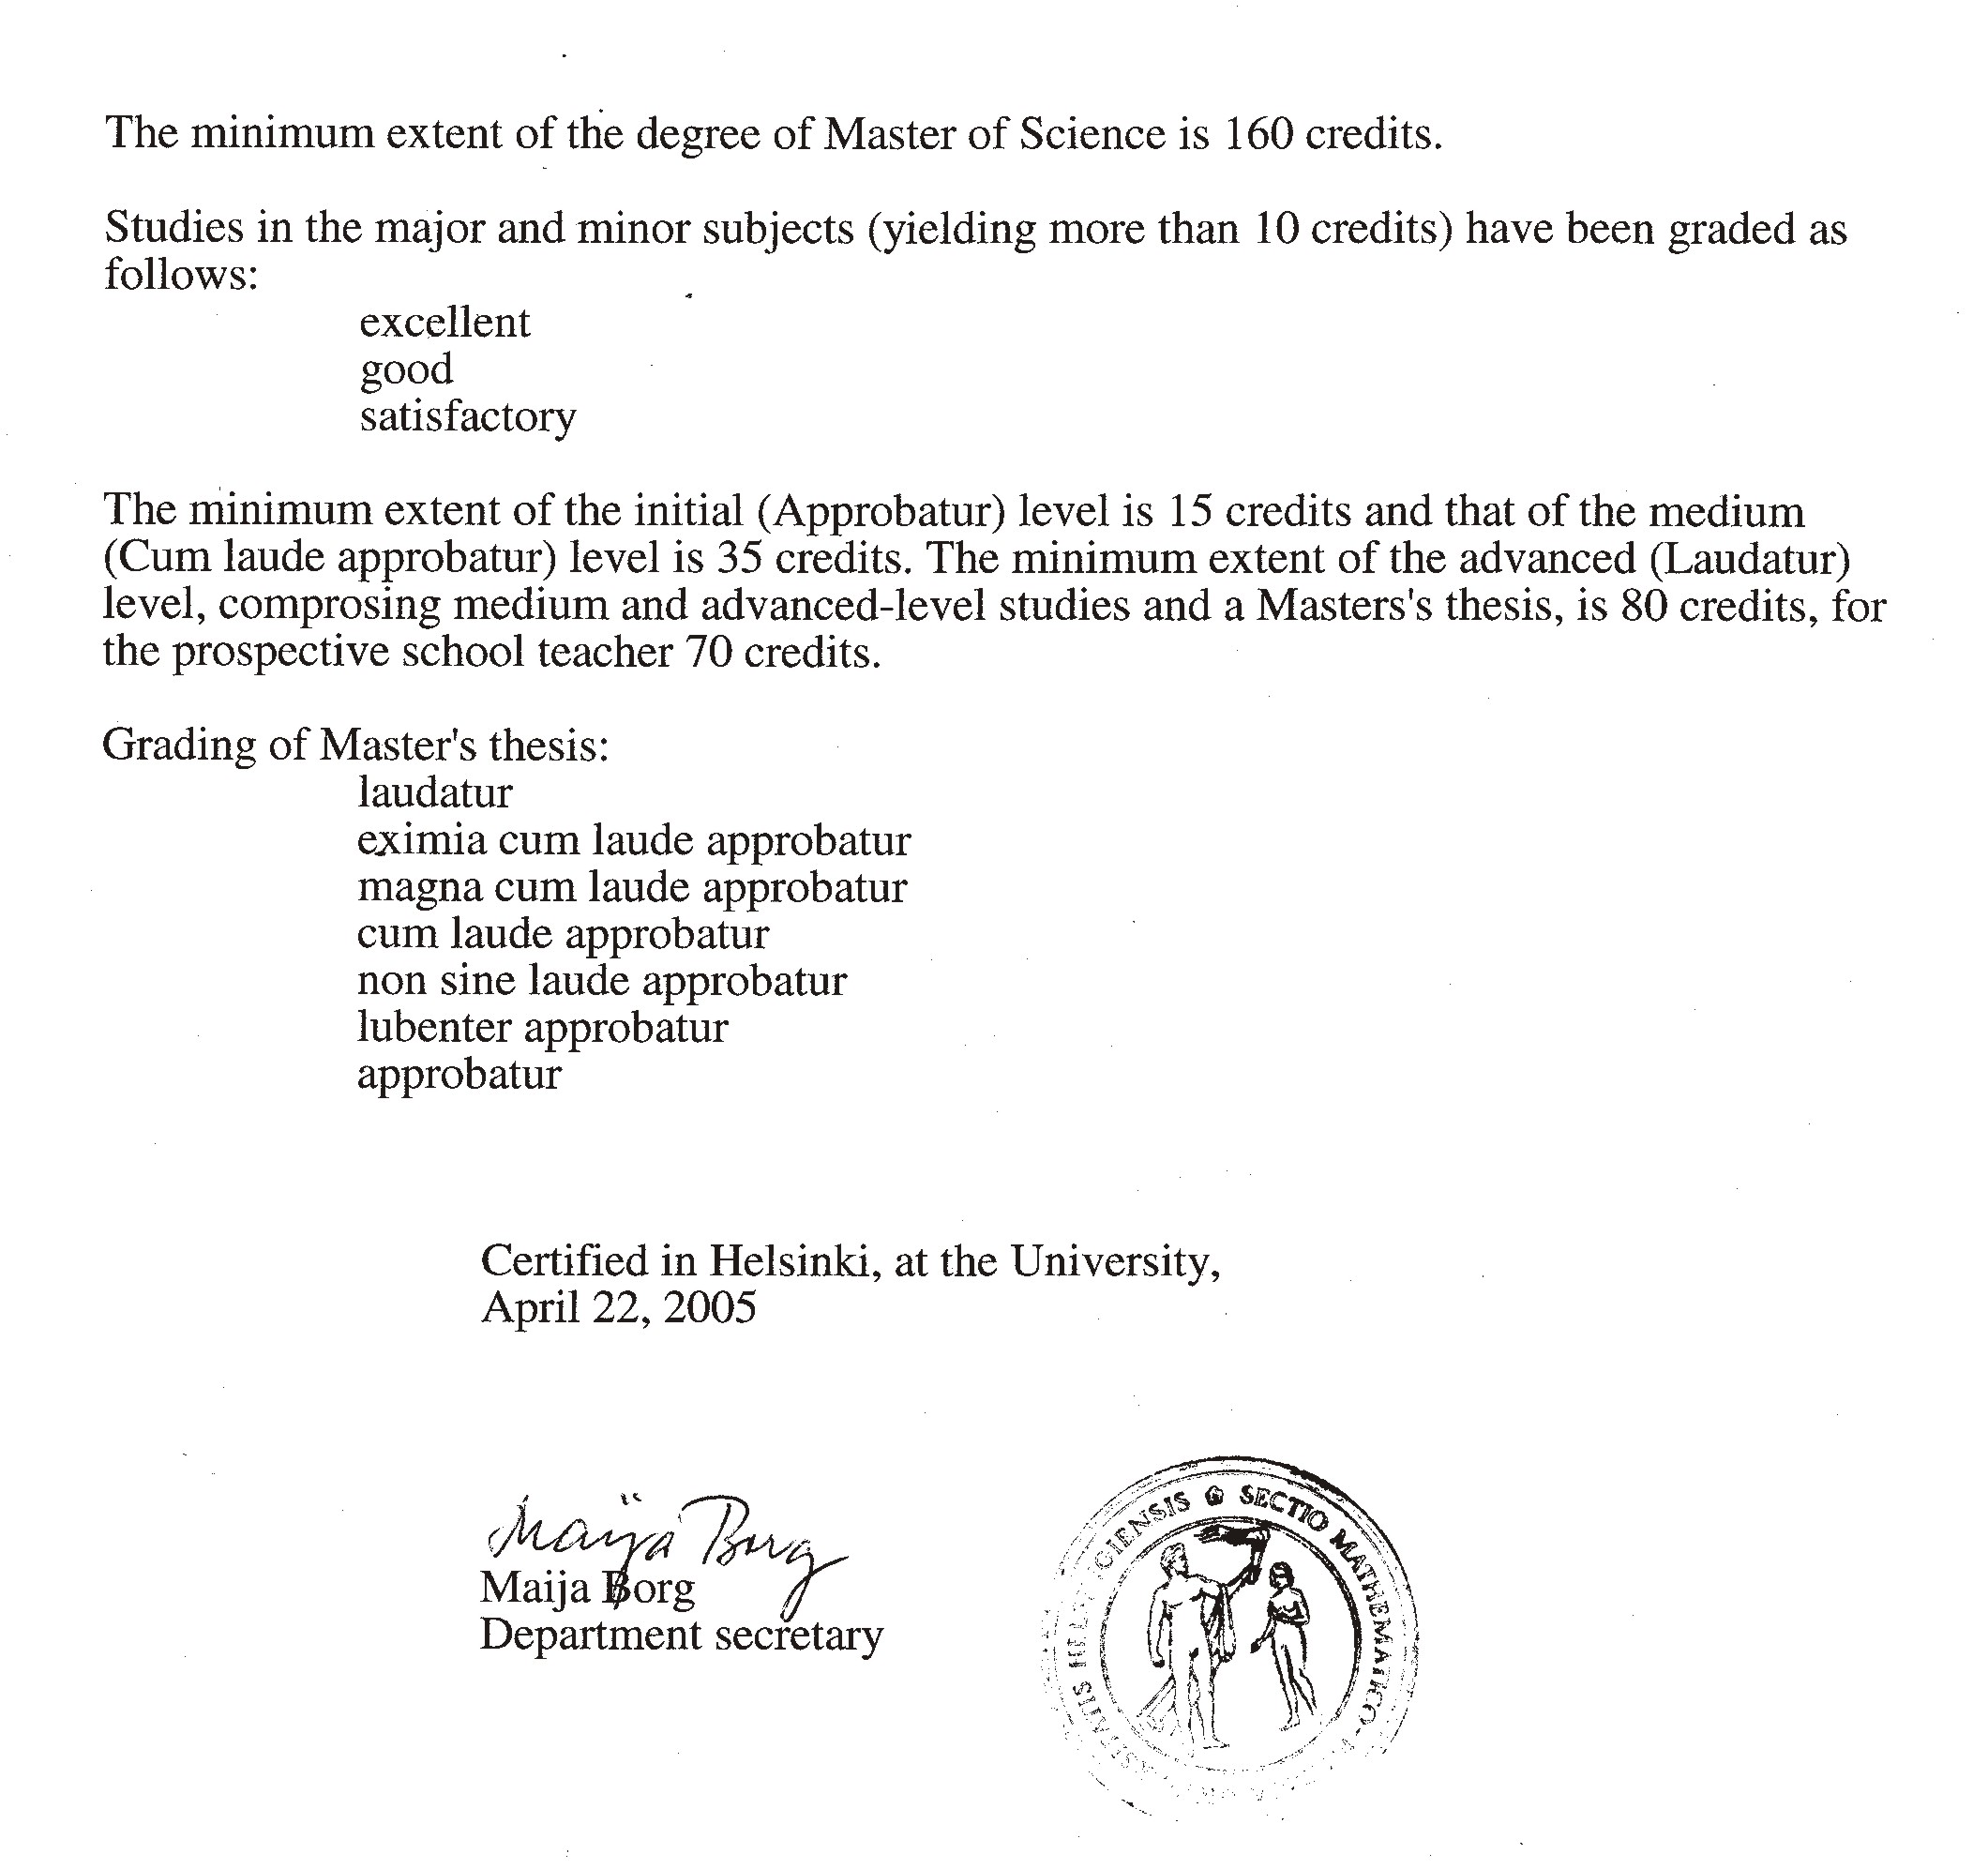 The minimum extent of the degree of Master of Science is 160 credits.
Studies in the major and minor subjects (yielding more than 10 credits) have been graded as
follows:
excellent
good
satisfactory
The minimum extent of the initial (Approbatur) level is 15 credits and that of the medium
(Cum laude approbatur) level is 35 credits. The minimum extent of the advanced (Laudatur)
level, comprosing medium and advanced-level studies and a Masters's thesis, is 80 credits, for
the prospective school teacher 70 credits.
Grading of Master's thesis:
laudatur
eximia cum laude approbatur
magna cum laude approbatur
cum laude approbatur
non sine laude approbatur
lubenter approbatur
approbatur
Certified in Helsinki, at the University,
April 22, 2005
Maija Borg
Maija Borg
Department secretary
SECTIO MATHEMATICO-